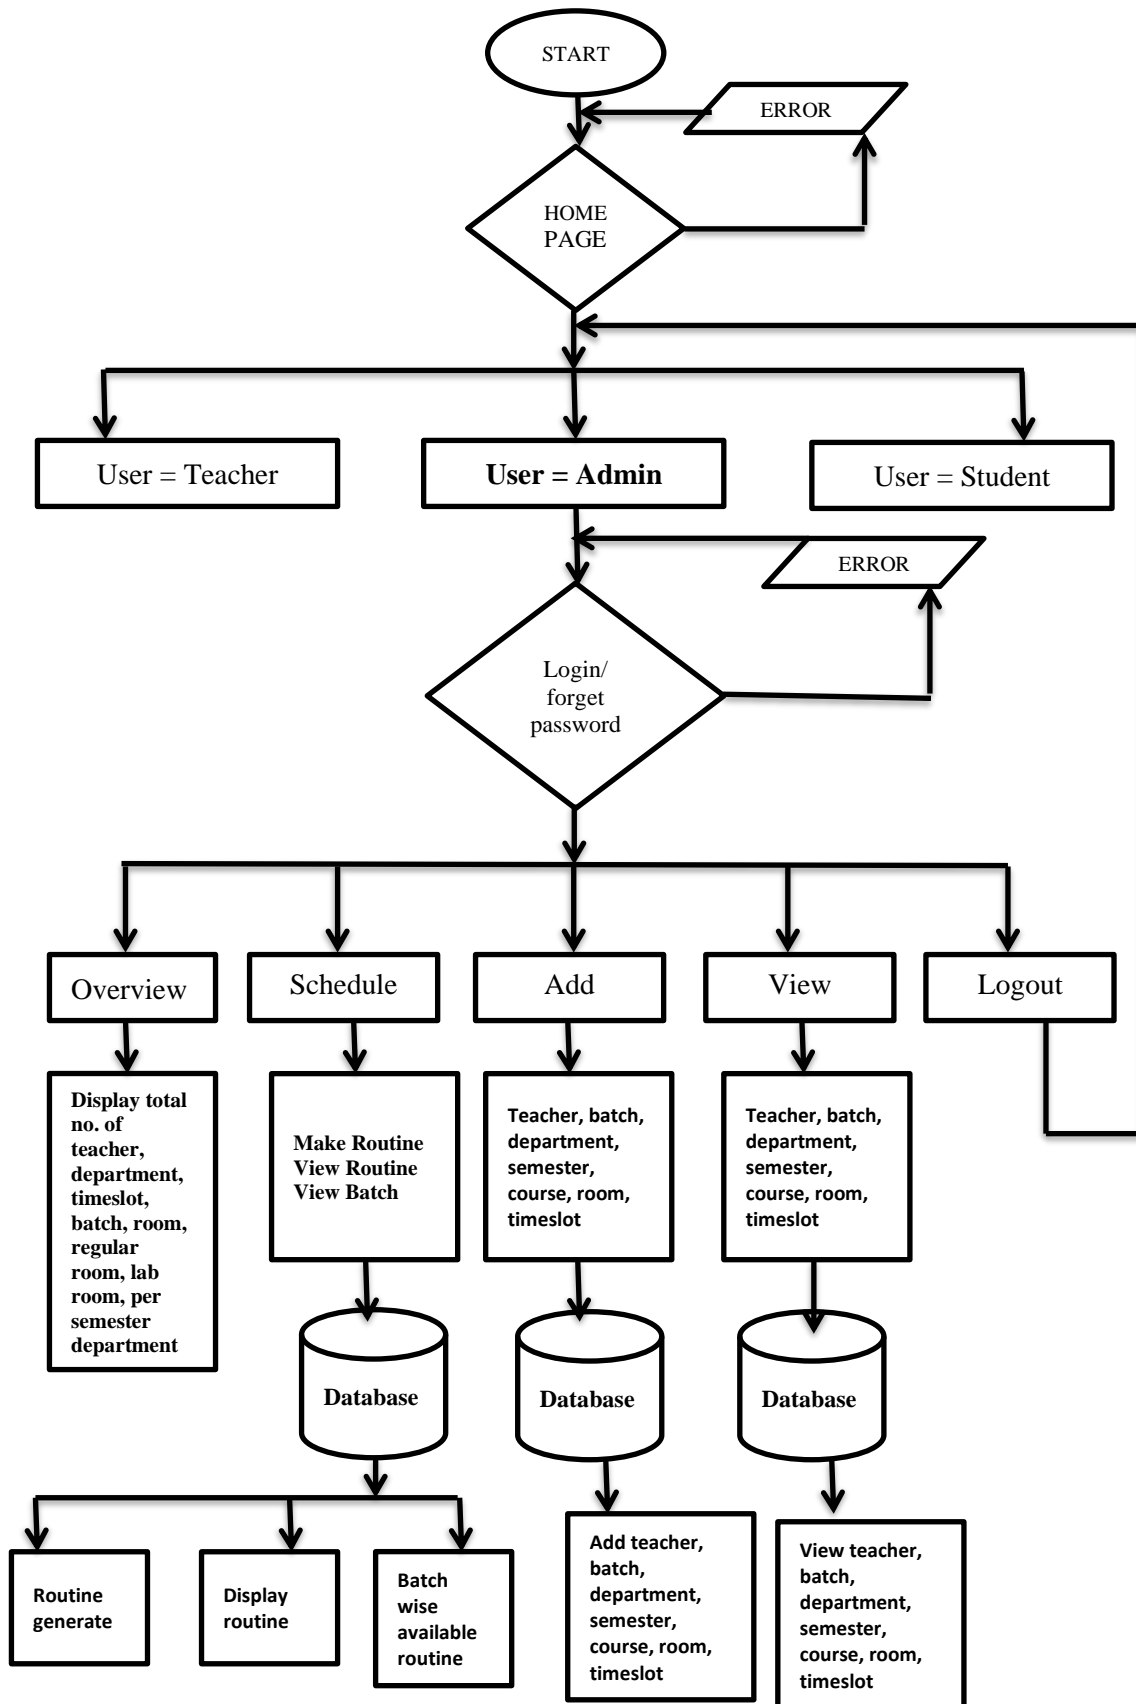 START
ERROR
HOME
PAGE
User = Teacher
User = Admin
User = Student
ERROR
Login/
forget
password
Overview
Schedule
Add
View
Logout
Display total
no. of
teacher,
department,
timeslot,
batch, room,
regular
room, lab
room, per
semester
department
Make Routine
View Routine
View Batch
Teacher, batch,
department,
semester,
course, room,
timeslot
Teacher, batch,
department,
semester,
course, room,
timeslot
Database
Database
Database
Routine
generate
Display
routine
Batch
wise
available
routine
Add teacher,
batch,
department,
semester,
course, room,
timeslot
View teacher,
batch,
department,
semester,
course, room,
timeslot